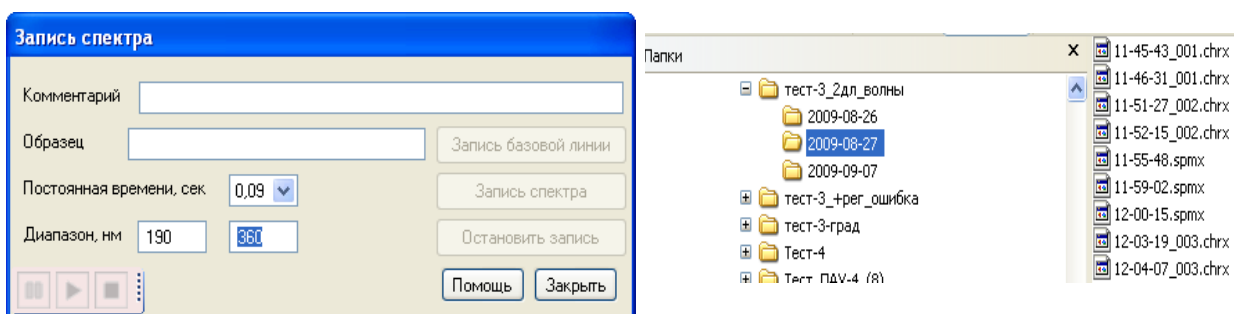 Запись спектра
Комментарий
Образец
Запись базовой линии
Постоянная времени, сек 0,09
Запись спектра
Диапазон, нм 190 360
Остановить запись
Помощь Закрыть
Папки X
тест-3_2дл_волны
2009-08-26
2009-08-27
2009-09-07
тест-3_+рег_ошибка
тест-3-град
Тест-4
Тест ПАУ-4 (8)
11-45-43_001.chrx
11-46-31_001.chrx
11-51-27_002.chrx
11-52-15_002.chrx
11-55-48.spmx
11-59-02.spmx
12-00-15.spmx
12-03-19_003.chrx
12-04-07_003.chrx